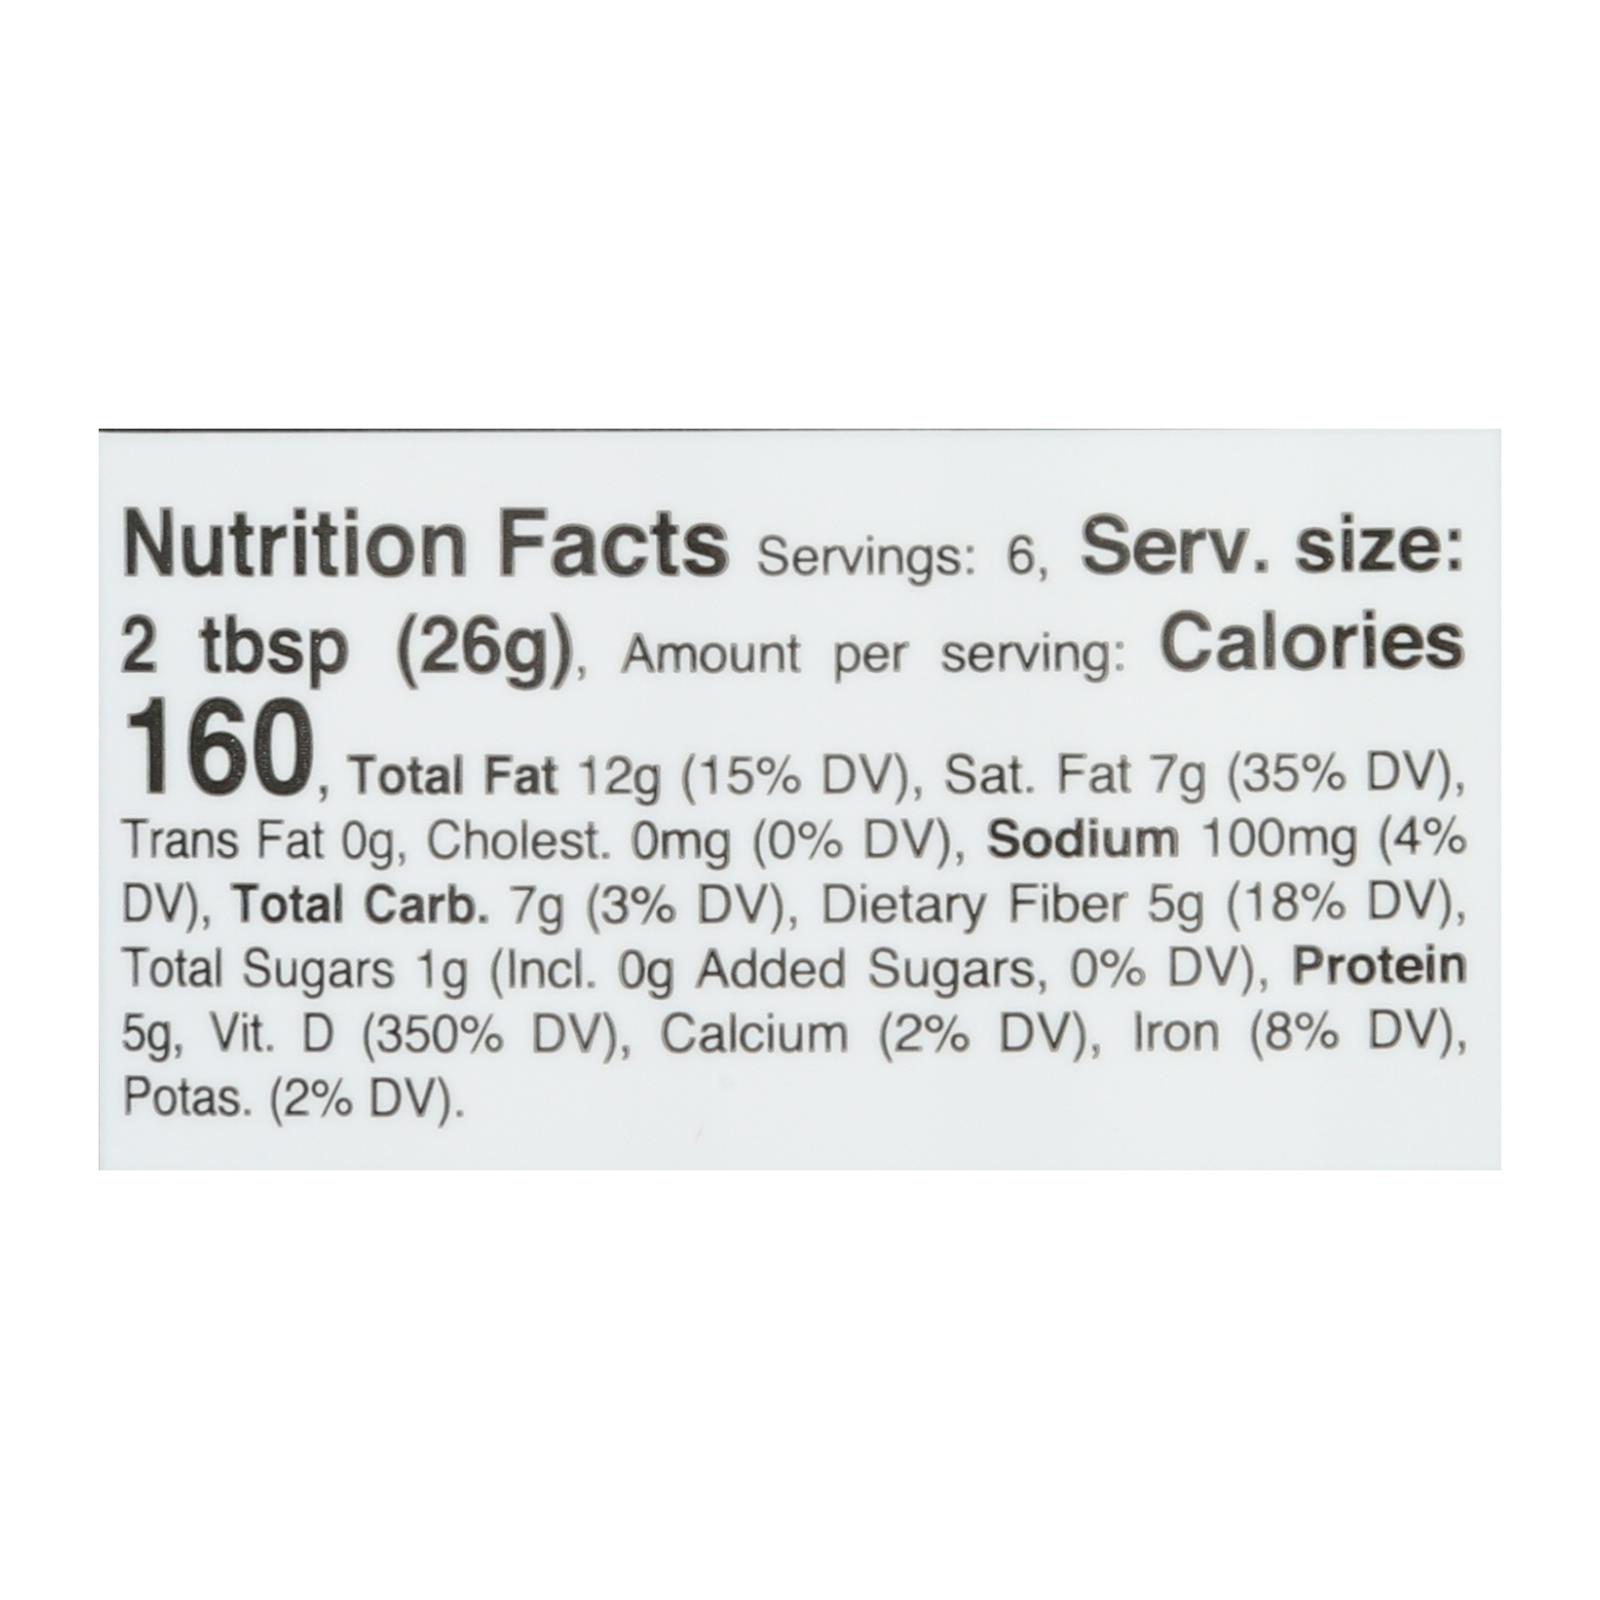 Nutrition Facts Servings: 6, Serv. size:
2 tbsp (26g), Amount per serving: Calories
160, Total Fat 12g (15% DV), Sat. Fat 7g (35% DV),
Trans Fat 0g, Cholest. 0mg (0% DV), Sodium 100mg (4%
DV), Total Carb. 7g (3% DV), Dietary Fiber 5g (18% DV),
Total Sugars 1g (Incl. 0g Added Sugars, 0% DV), Protein
5g, Vit. D (350% DV), Calcium (2% DV), Iron (8% DV),
Potas. (2% DV).